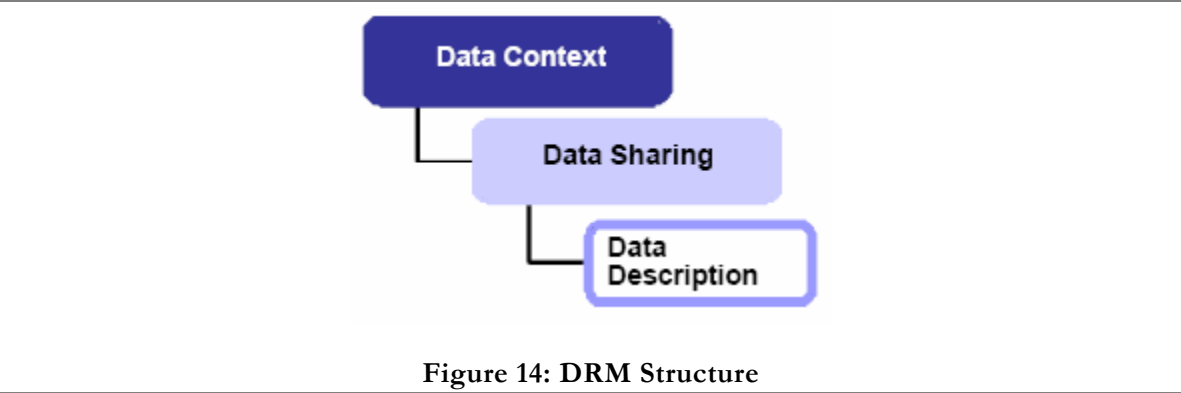 Data Context
Data Sharing
Data
Description
Figure 14: DRM Structure